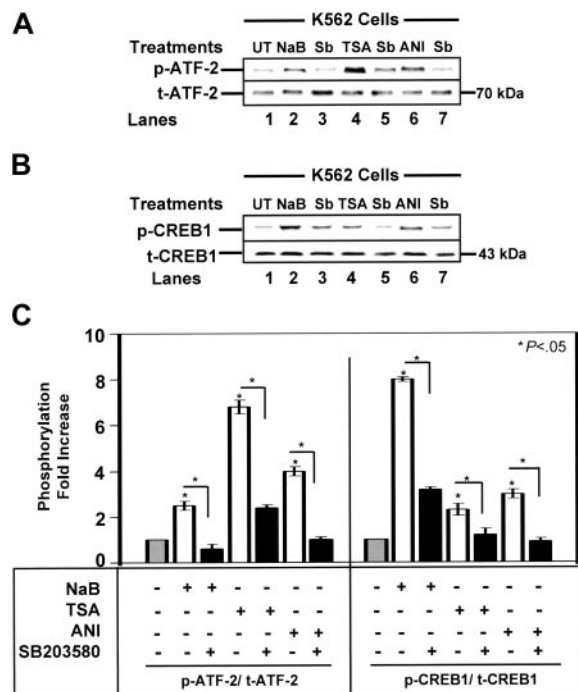 A
K562 Cells
Treatments UT NaB Sb TSA Sb ANI Sb
p-ATF-2
t-ATF-2 70 kDa
Lanes 1 2 3 4 5 6 7
B
K562 Cells
Treatments UT NaB Sb TSA Sb ANI Sb
p-CREB1
t-CREB1 43 kDa
Lanes 1 2 3 4 5 6 7
C
Phosphorylation
Fold Increase
10
8
6
4
2
0
*P<.05
* * * * * *
* * * * * *
NaB - + + - - - - - + + - - - -
TSA - - - + + - - - - - + + - -
ANI - - - - - + + - - - - - + +
SB203580 - - + - + - + - - + - + - +
p-ATF-2/ t-ATF-2 p-CREB1/ t-CREB1